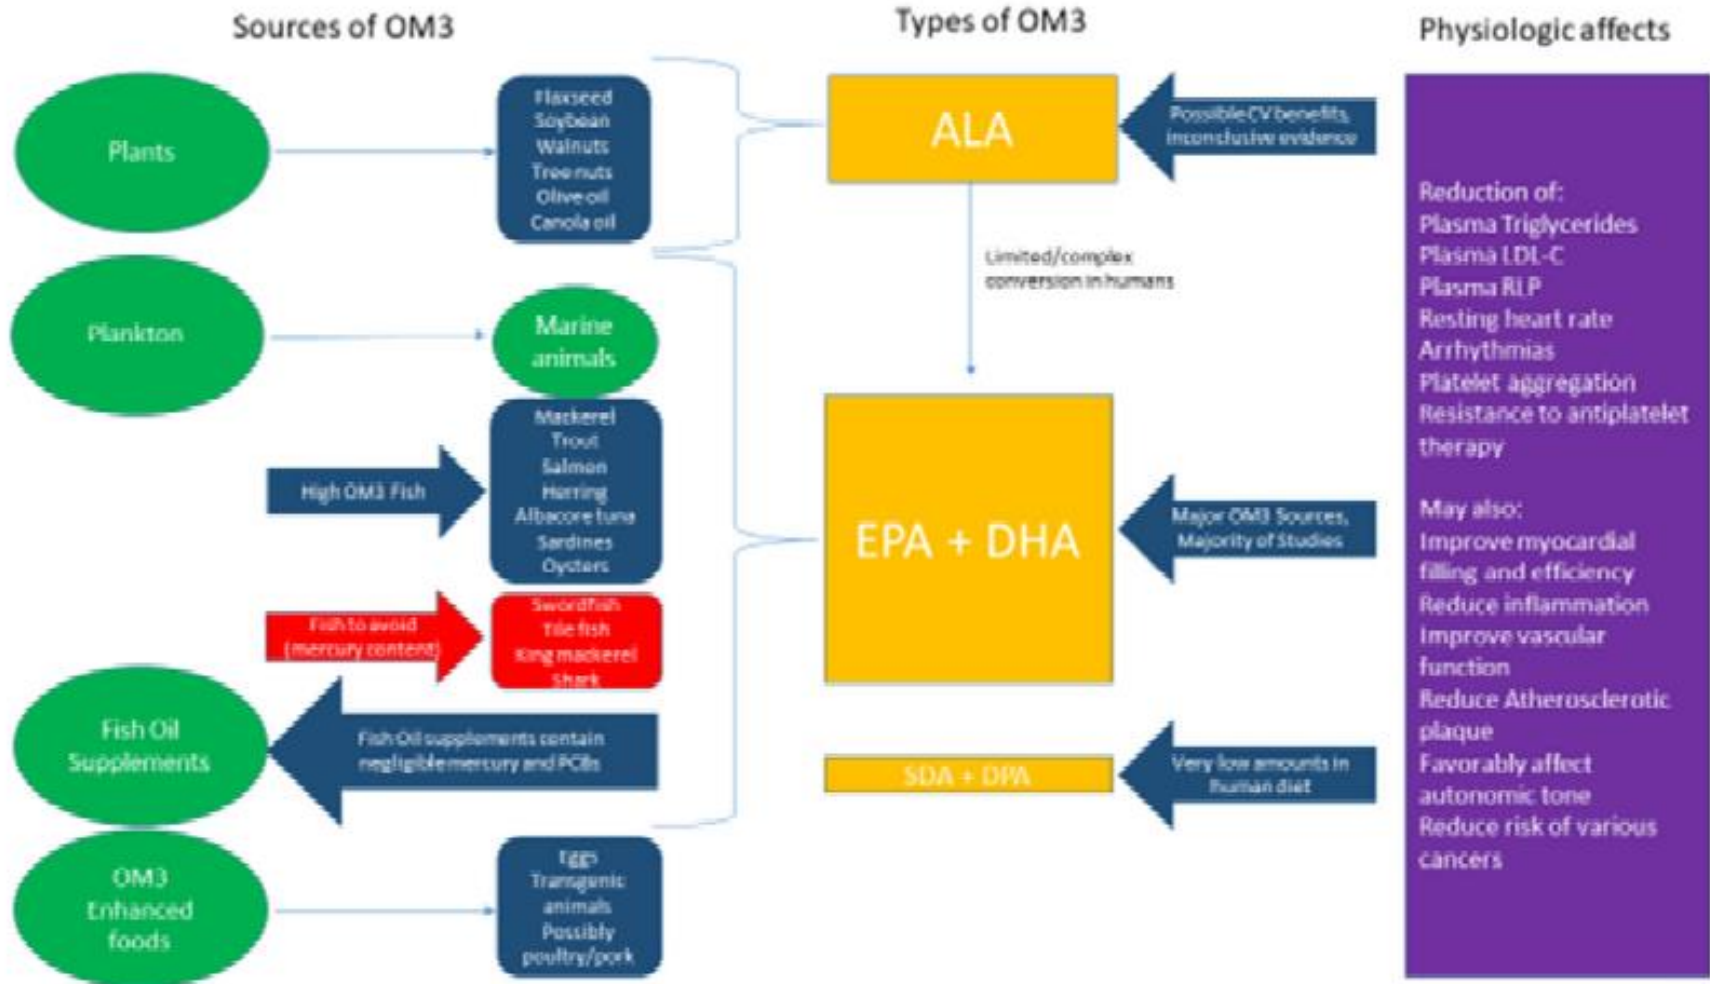 Sources of OM3
Types of OM3
Physiologic affects
Plants
Flaxseed
Soybean
Walnuts
Tree nuts
Olive oil
Canola oil
ALA
Possible CV benefits,
inconclusive evidence
Limited/complex
conversion in humans
Plankton
Marine
animals
High OM3 Fish
Mackerel
Trout
Salmon
Herring
Albacore tuna
Sardines
Oysters
Fish to avoid
(mercury content)
Swordfish
Tile fish
King mackerel
Shark
EPA + DHA
Major OM3 Sources,
Majority of Studies
Fish Oil
Supplements
Fish Oil supplements contain
negligible mercury and PCBs
SDA + DPA
Very low amounts in
human diet
OM3
Enhanced
foods
Eggs
Transgenic
animals
Possibly
poultry/pork
Reduction of:
Plasma Triglycerides
Plasma LDL-C
Plasma RLP
Resting heart rate
Arrhythmias
Platelet aggregation
Resistance to antiplatelet
therapy
May also:
Improve myocardial
filling and efficiency
Reduce inflammation
Improve vascular
function
Reduce Atherosclerotic
plaque
Favorably affect
autonomic tone
Reduce risk of various
cancers